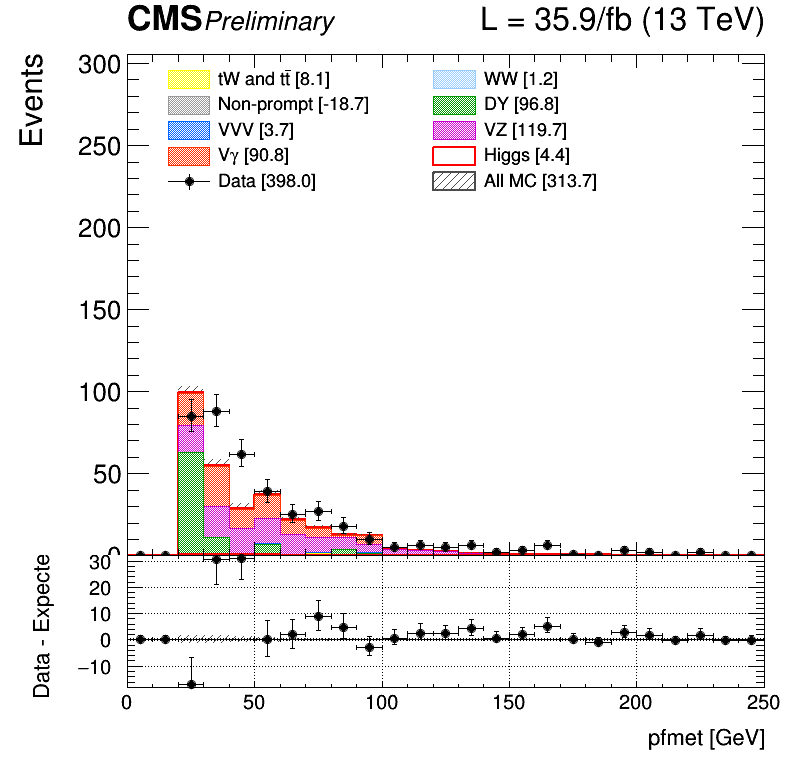 CMS Preliminary L = 35.9/fb (13 TeV)
Events
300
250
200
150
100
50
0
tW and tt̄ [8.1]
WW [1.2]
Non-prompt [-18.7]
DY [96.8]
VVV [3.7]
VZ [119.7]
Vγ [90.8]
Higgs [4.4]
Data [398.0]
All MC [313.7]
Data - Expecte
30
20
10
0
−10
0 50 100 150 200 250
pfmet [GeV]